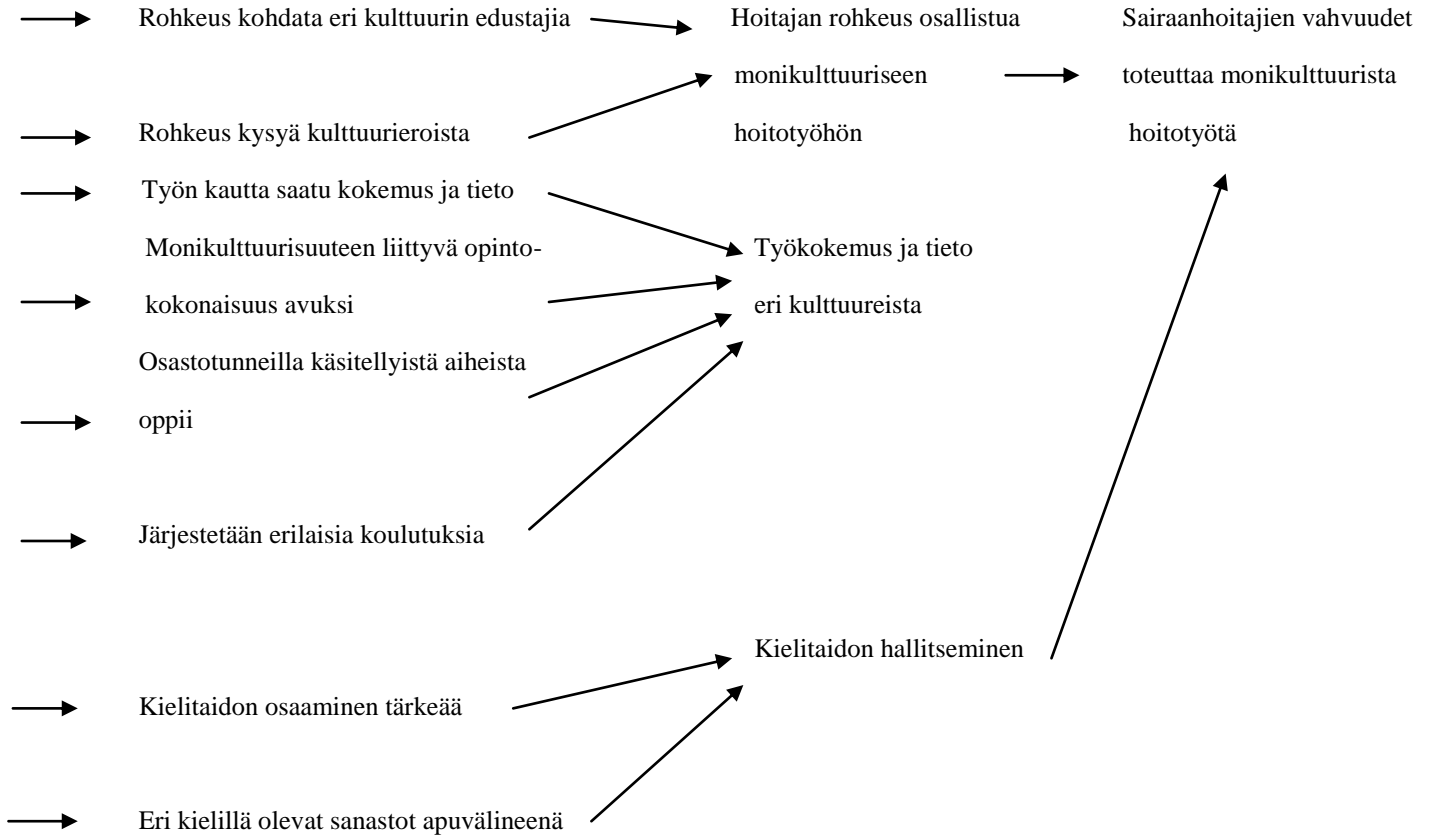 Rohkeus kohdata eri kulttuurin edustajia
Rohkeus kysyä kulttuurieroista
Työn kautta saatu kokemus ja tieto
Monikulttuurisuuteen liittyvä opinto-
kokonaisuus avuksi
Osastotunneilla käsitellyistä aiheista
oppii
Järjestetään erilaisia koulutuksia
Kielitaidon osaaminen tärkeää
Eri kielillä olevat sanastot apuvälineenä
Hoitajan rohkeus osallistua
monikulttuuriseen
hoitotyöhön
Työkokemus ja tieto
eri kulttuureista
Kielitaidon hallitseminen
Sairaanhoitajien vahvuudet
toteuttaa monikulttuurista
hoitotyötä